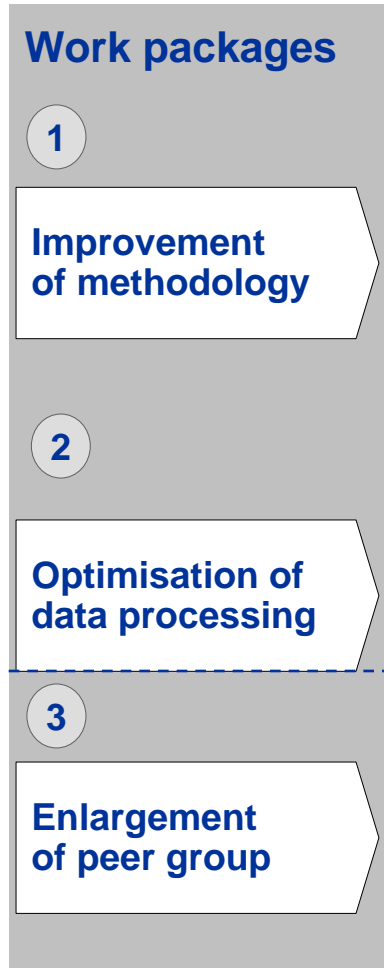 Work packages
1
Improvement
of methodology
2
Optimisation of
data processing
3
Enlargement
of peer group